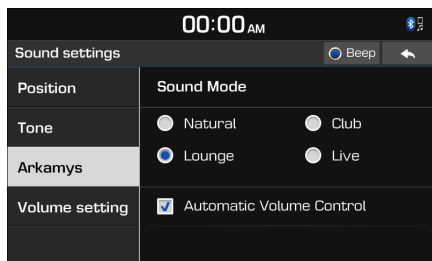 00:00 AM
Sound settings
Beep
Position
Sound Mode
Tone
Natural
Club
Arkamys
Lounge
Live
Volume setting
Automatic Volume Control